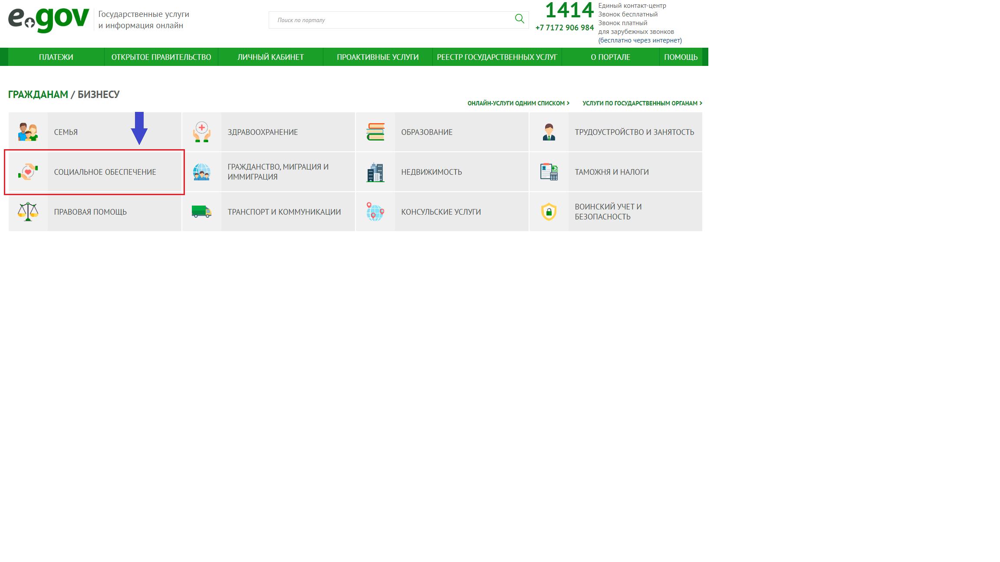 e.gov
Государственные услуги
и информация онлайн
Поиск по порталу
1414
+7 7172 906 984
Единый контакт-центр
Звонок бесплатный
Звонок платный
для зарубежных звонков
(бесплатно через интернет)
ПЛАТЕЖИ
ОТКРЫТОЕ ПРАВИТЕЛЬСТВО
ЛИЧНЫЙ КАБИНЕТ
ПРОАКТИВНЫЕ УСЛУГИ
РЕЕСТР ГОСУДАРСТВЕННЫХ УСЛУГ
О ПОРТАЛЕ
ПОМОЩЬ
ГРАЖДАНАМ / БИЗНЕСУ
ОНЛАЙН-УСЛУГИ ОДНИМ СПИСКОМ
УСЛУГИ ПО ГОСУДАРСТВЕННЫМ ОРГАНАМ
СЕМЬЯ
ЗДРАВООХРАНЕНИЕ
ОБРАЗОВАНИЕ
ТРУДОУСТРОЙСТВО И ЗАНЯТОСТЬ
СОЦИАЛЬНОЕ ОБЕСПЕЧЕНИЕ
ГРАЖДАНСТВО, МИГРАЦИЯ И
ИММИГРАЦИЯ
НЕДВИЖИМОСТЬ
ТАМОЖНЯ И НАЛОГИ
ПРАВОВАЯ ПОМОЩЬ
ТРАНСПОРТ И КОММУНИКАЦИИ
КОНСУЛЬСКИЕ УСЛУГИ
ВОИНСКИЙ УЧЕТ И
БЕЗОПАСНОСТЬ